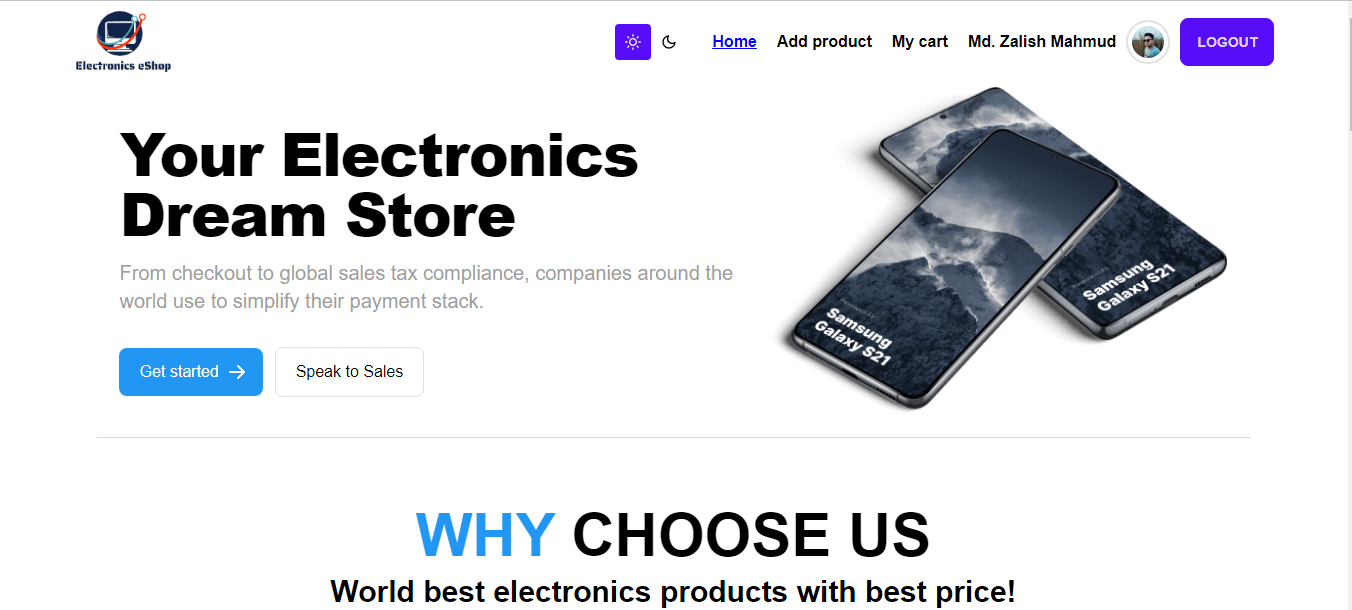 Electronics eShop
Home
Add product
My cart
Md. Zalish Mahmud
LOGOUT
Your Electronics
Dream Store
From checkout to global sales tax compliance, companies around the
world use to simplify their payment stack.
Get started
Speak to Sales
Samsung
Galaxy S21
Samsung
Galaxy S21
WHY CHOOSE US
World best electronics products with best price!